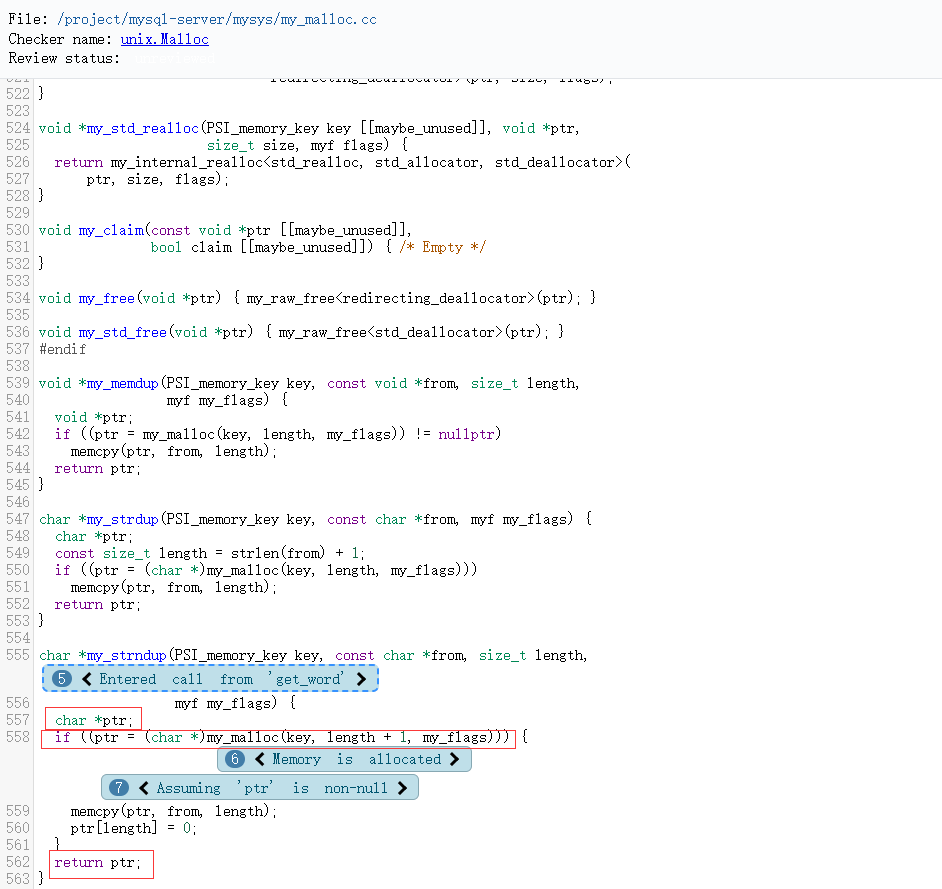 File: /project/mysql-server/mysys/my_malloc.cc
Checker name: unix.Malloc
Review status:
522 }
523
524 void *my_std_realloc(PSI_memory_key key [[maybe_unused]], void *ptr,
525 size_t size, myf flags) {
526 return my_internal_realloc<std_realloc, std_allocator, std_deallocator>(
527 ptr, size, flags);
528 }
529
530 void my_claim(const void *ptr [[maybe_unused]],
531 bool claim [[maybe_unused]]) { /* Empty */
532 }
533
534 void my_free(void *ptr) { my_raw_free<redirecting_deallocator>(ptr); }
535
536 void my_std_free(void *ptr) { my_raw_free<std_deallocator>(ptr); }
537 #endif
538
539 void *my_memdup(PSI_memory_key key, const void *from, size_t length,
540 myf my_flags) {
541 void *ptr;
542 if ((ptr = my_malloc(key, length, my_flags)) != nullptr)
543 memcpy(ptr, from, length);
544 return ptr;
545 }
546
547 char *my_strdup(PSI_memory_key key, const char *from, myf my_flags) {
548 char *ptr;
549 const size_t length = strlen(from) + 1;
550 if ((ptr = (char *)my_malloc(key, length, my_flags)))
551 memcpy(ptr, from, length);
552 return ptr;
553 }
554
555 char *my_strndup(PSI_memory_key key, const char *from, size_t length,
5 < Entered call from 'get_word' >
556 myf my_flags) {
557 char *ptr;
558 if ((ptr = (char *)my_malloc(key, length + 1, my_flags))) {
6 < Memory is allocated >
7 < Assuming 'ptr' is non-null >
559 memcpy(ptr, from, length);
560 ptr[length] = 0;
561 }
562 return ptr;
563 }